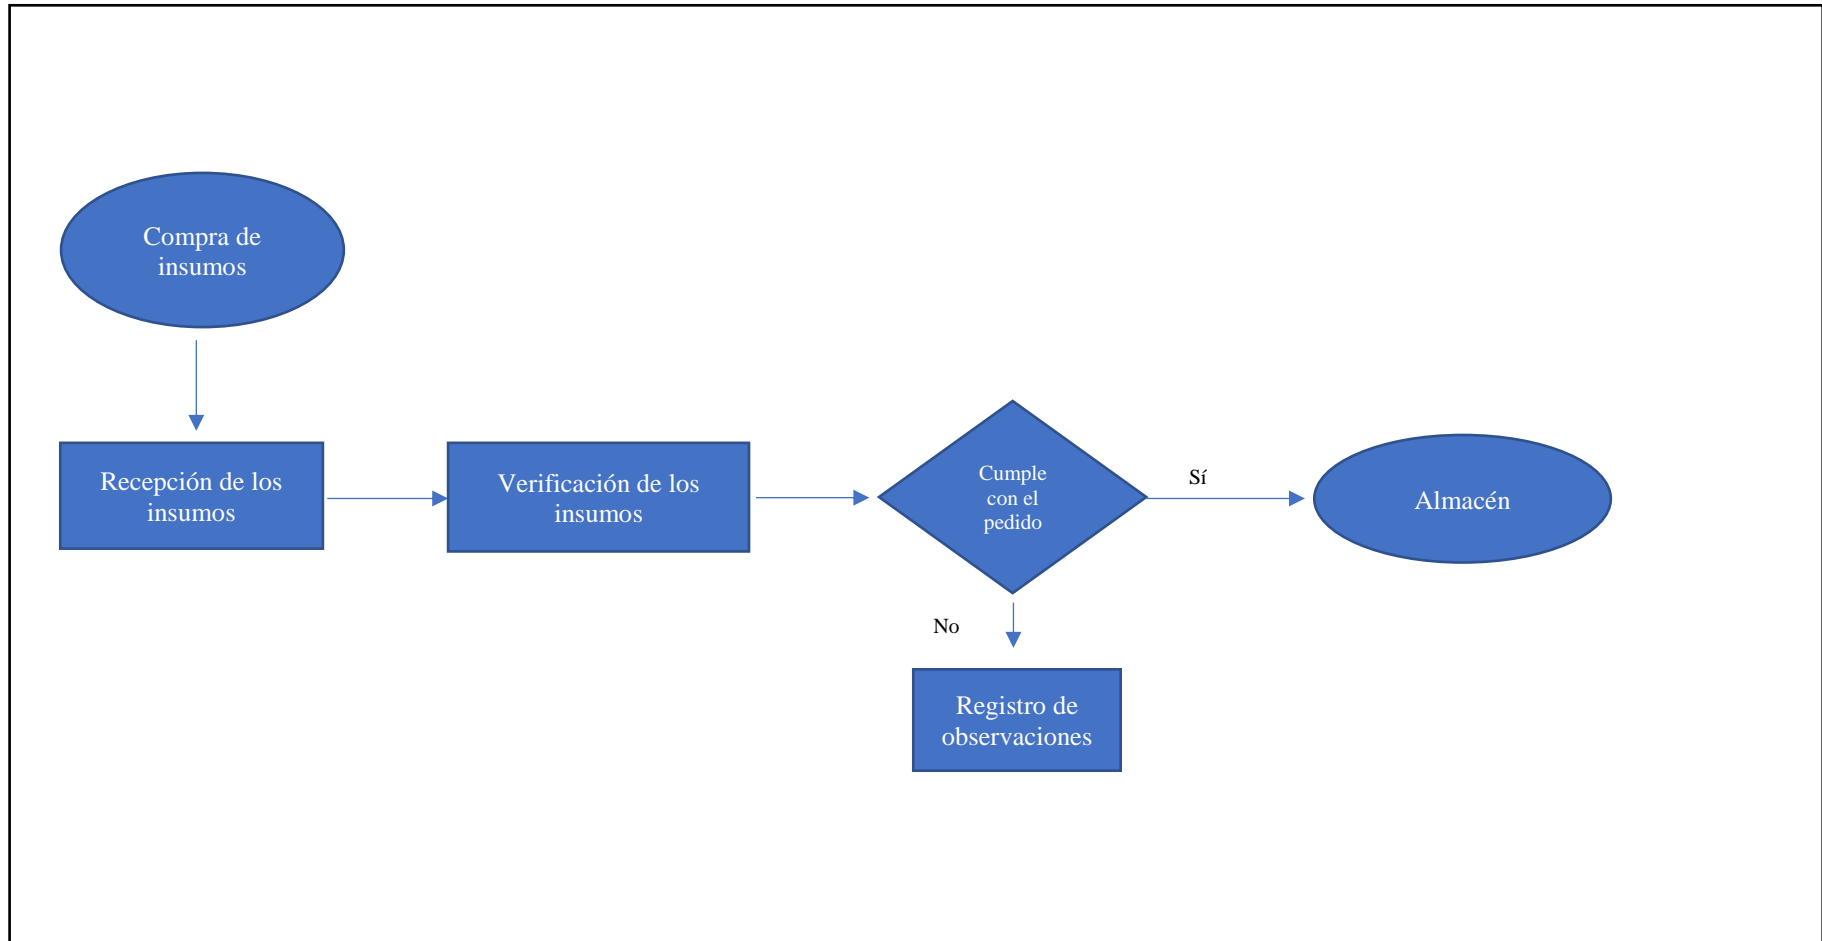 Compra de
insumos
Recepción de los
insumos
Verificación de los
insumos
Cumple
con el
pedido
Sí
Almacén
No
Registro de
observaciones